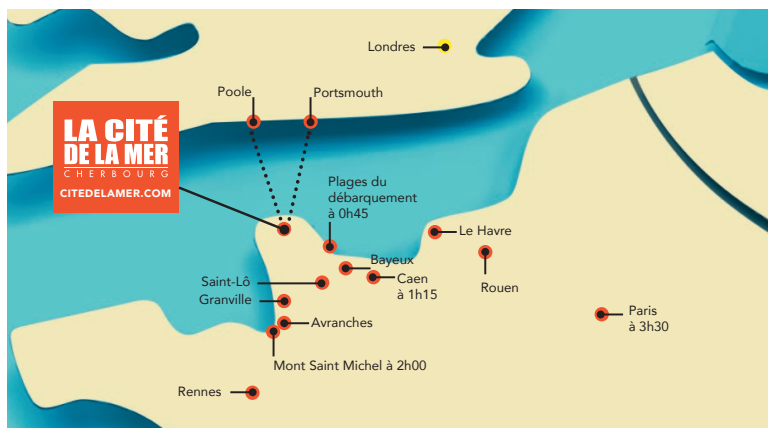 Londres
Poole
Portsmouth
LA CITÉ
DE LA MER
CHERBOURG
CITEDELAMER.COM
Plages du
débarquement
à 0h45
Le Havre
Bayeux
Saint-Lô
Caen
à 1h15
Rouen
Granville
Paris
à 3h30
Avranches
Mont Saint Michel à 2h00
Rennes